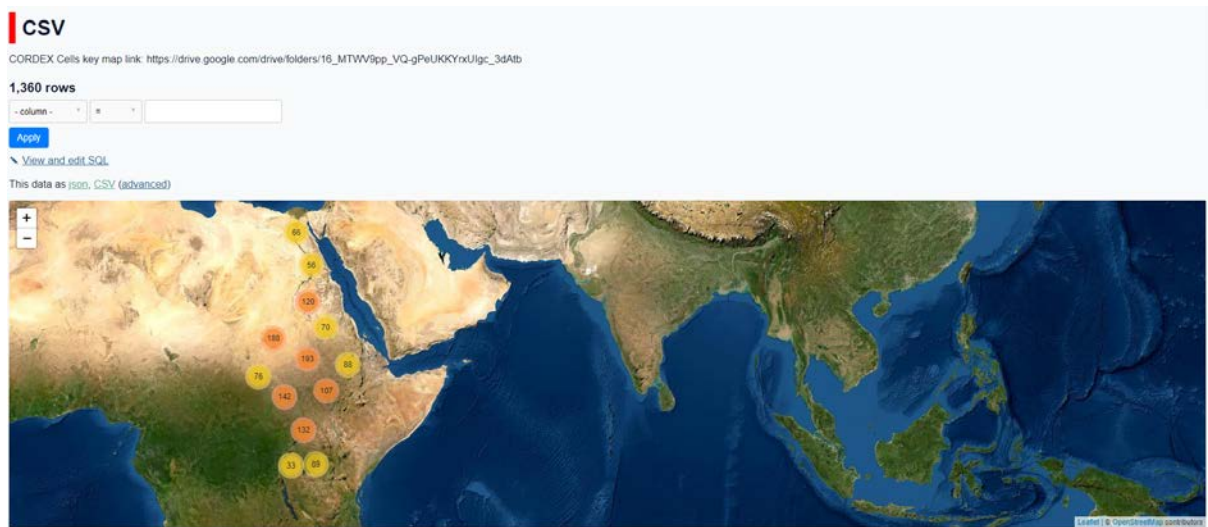 CSV
CORDEX Cells key map link: https://drive.google.com/drive/folders/16_MTWV9pp_VQ-gPeUKKYrxUIgc_3dAtb
1,360 rows
- column - =
Apply
View and edit SQL
This data as json, CSV (advanced)
+
−
66
56
120
70
188
193
88
76
142
107
132
33 69
Leaflet | © OpenStreetMap contributors